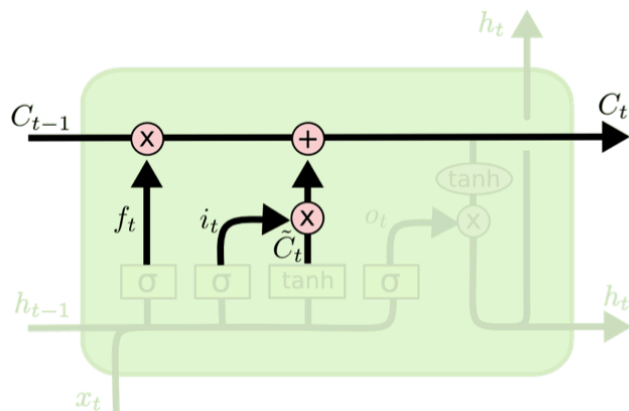 h_t
C_{t-1} × + C_t
tanh
f_t i_t × o_t ×
C̃_t
σ σ tanh σ
h_{t-1} h_t
x_t